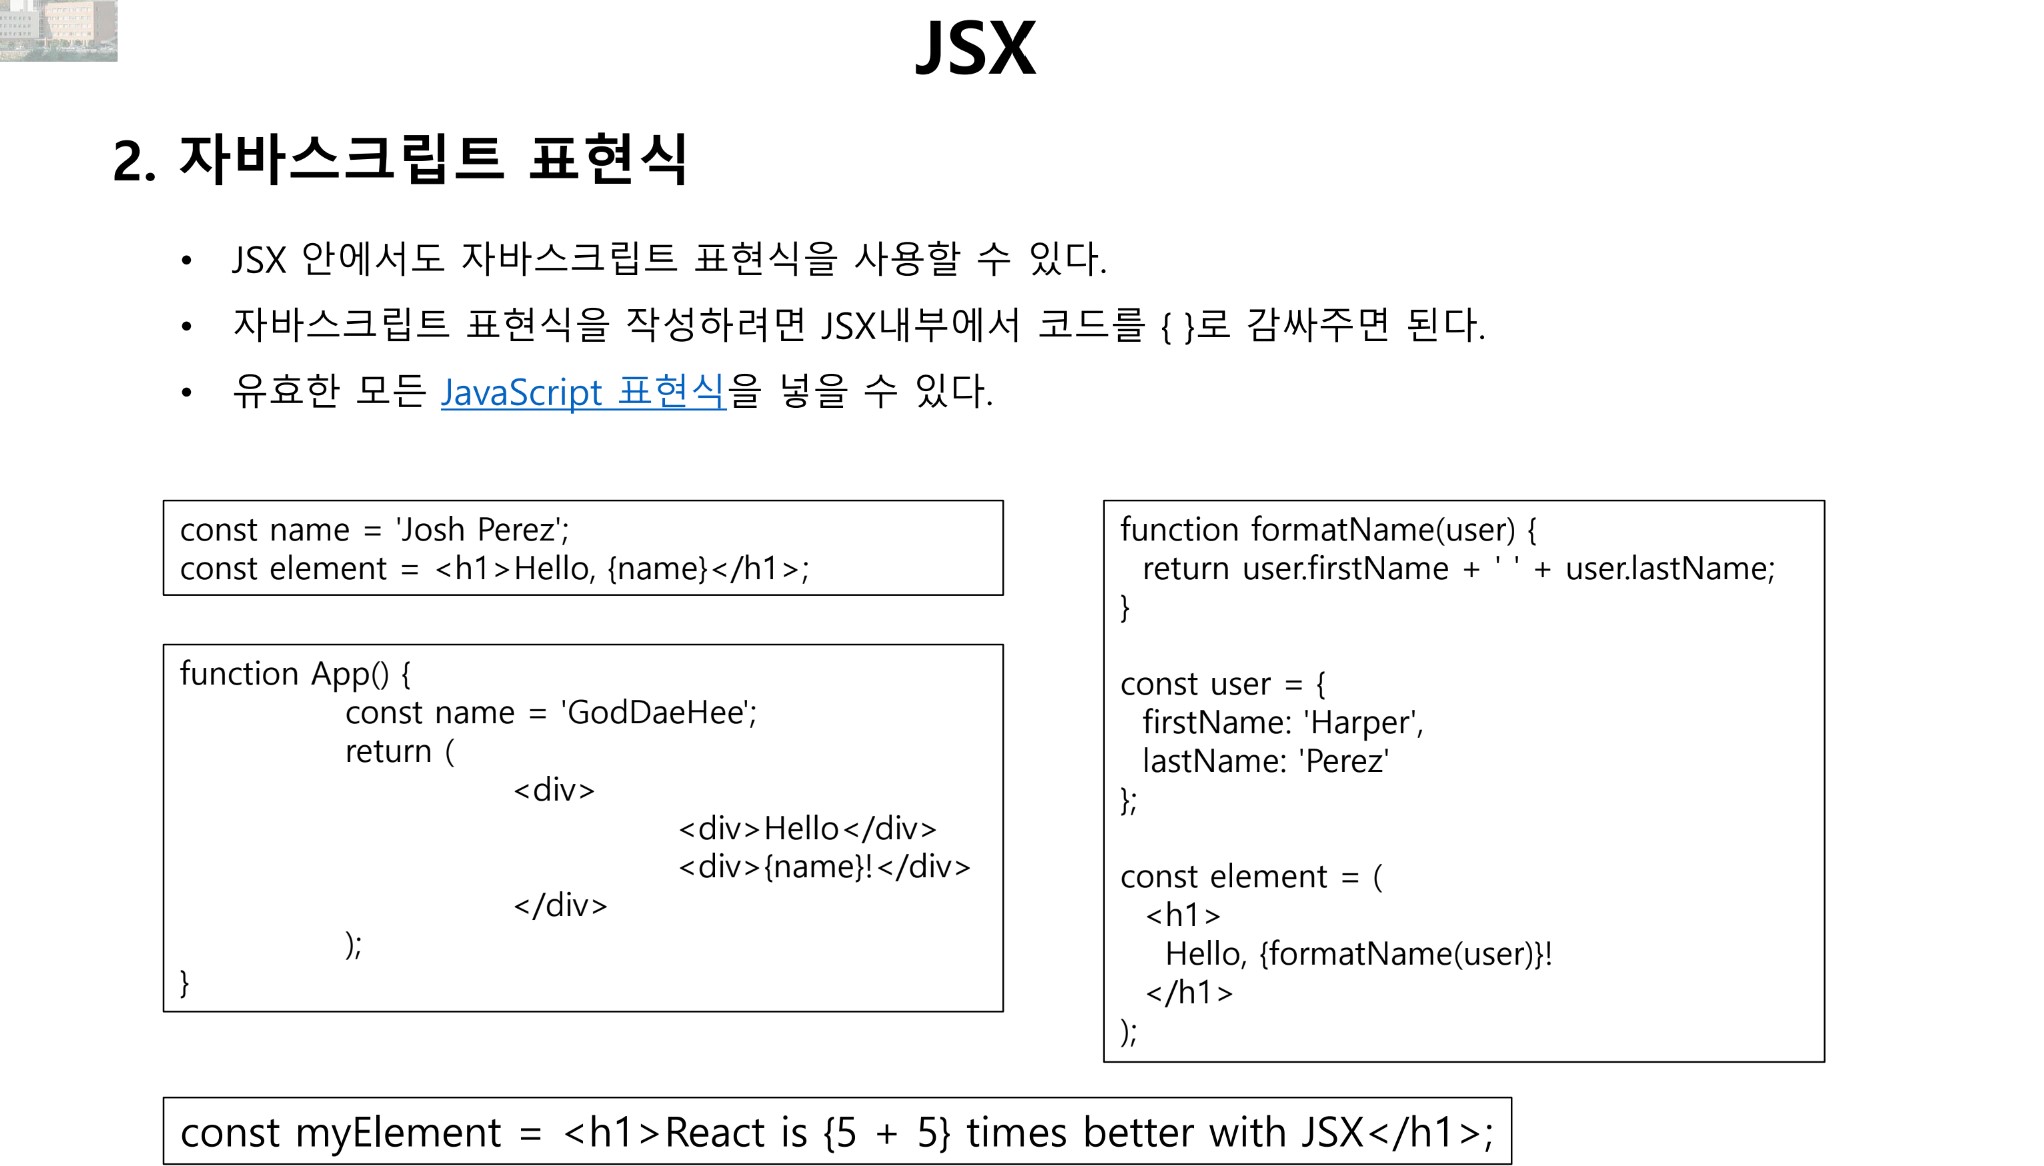 JSX
2. 자바스크립트 표현식
• JSX 안에서도 자바스크립트 표현식을 사용할 수 있다.
• 자바스크립트 표현식을 작성하려면 JSX내부에서 코드를 { }로 감싸주면 된다.
• 유효한 모든 JavaScript 표현식을 넣을 수 있다.
const name = 'Josh Perez';
const element = <h1>Hello, {name}</h1>;
function App() {
const name = 'GodDaeHee';
return (
<div>
<div>Hello</div>
<div>{name}!</div>
</div>
);
}
function formatName(user) {
return user.firstName + ' ' + user.lastName;
}
const user = {
firstName: 'Harper',
lastName: 'Perez'
};
const element = (
<h1>
Hello, {formatName(user)}!
</h1>
);
const myElement = <h1>React is {5 + 5} times better with JSX</h1>;